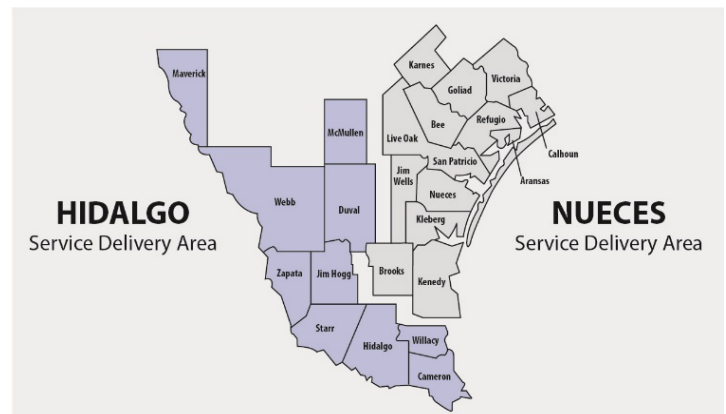 Maverick
McMullen
Webb
Duval
Zapata
Jim Hogg
Starr
Hidalgo
Willacy
Cameron
HIDALGO
Service Delivery Area
Karnes
Goliad
Victoria
Bee
Refugio
Live Oak
Calhoun
San Patricio
Aransas
Jim
Wells
Nueces
Kleberg
Brooks
Kenedy
NUECES
Service Delivery Area